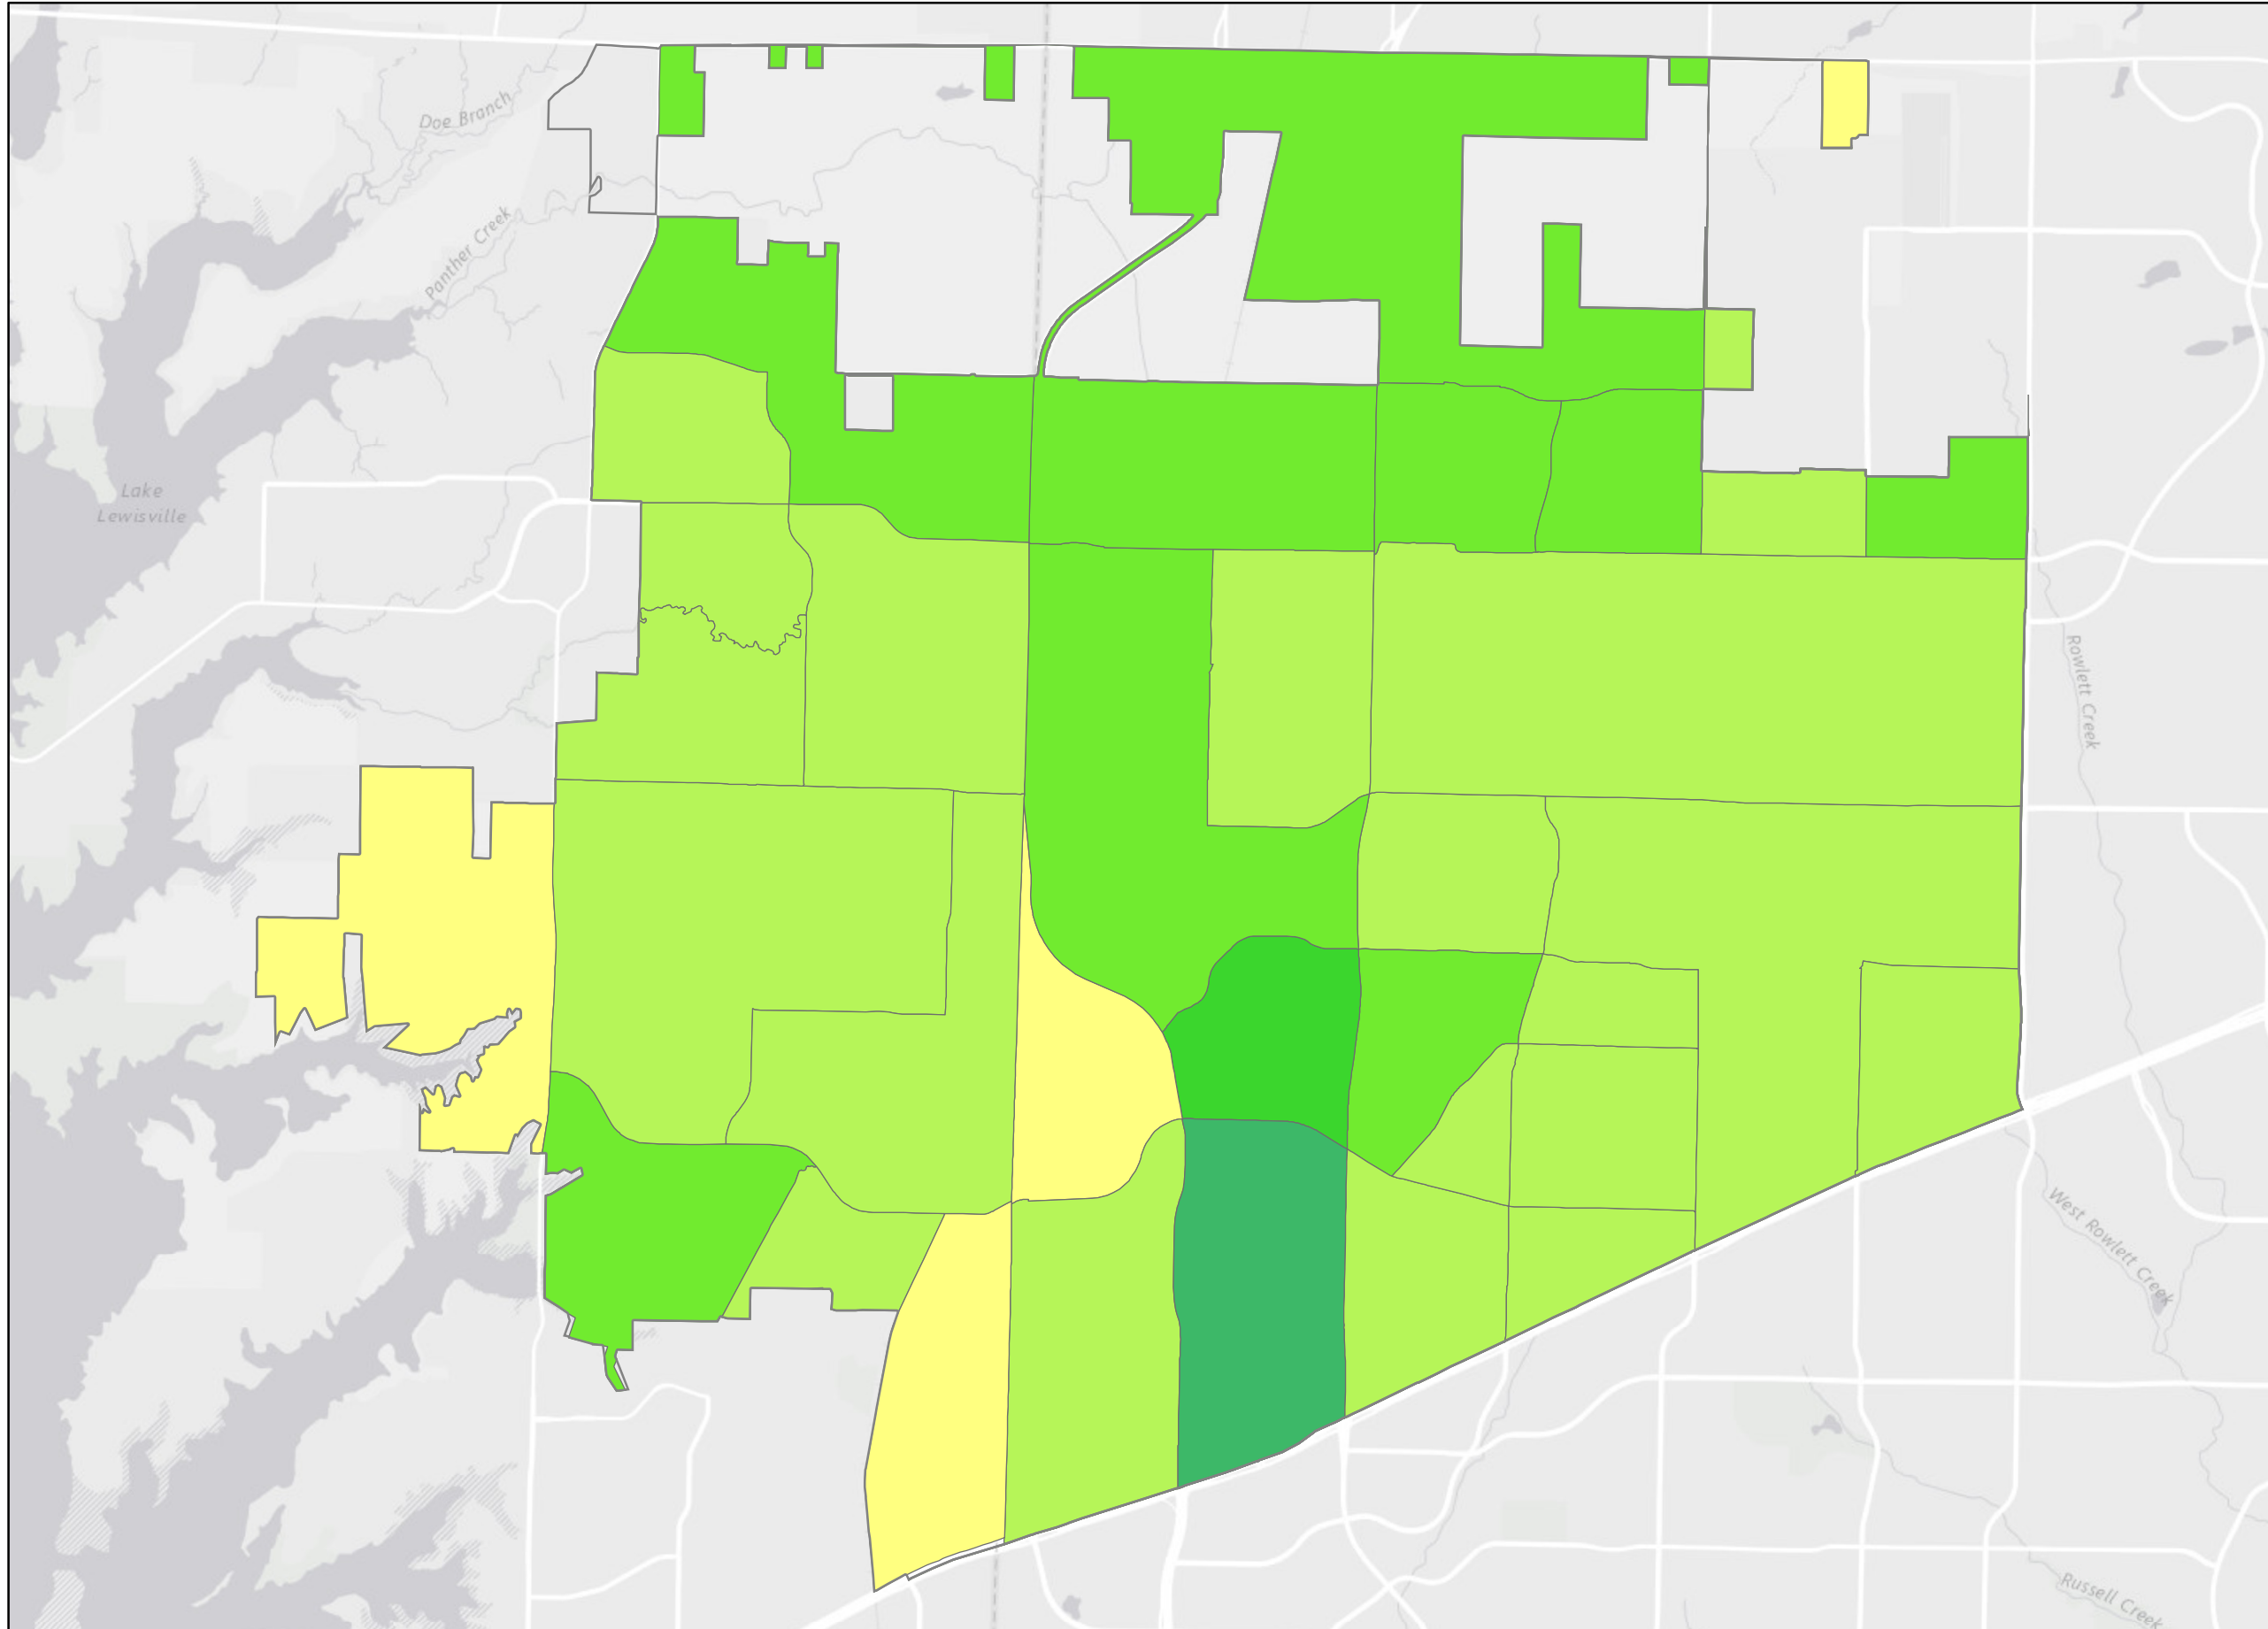 Doe Branch
Panther Creek
Lake
Lewisville
Rowlett Creek
West Rowlett Creek
Russell Creek